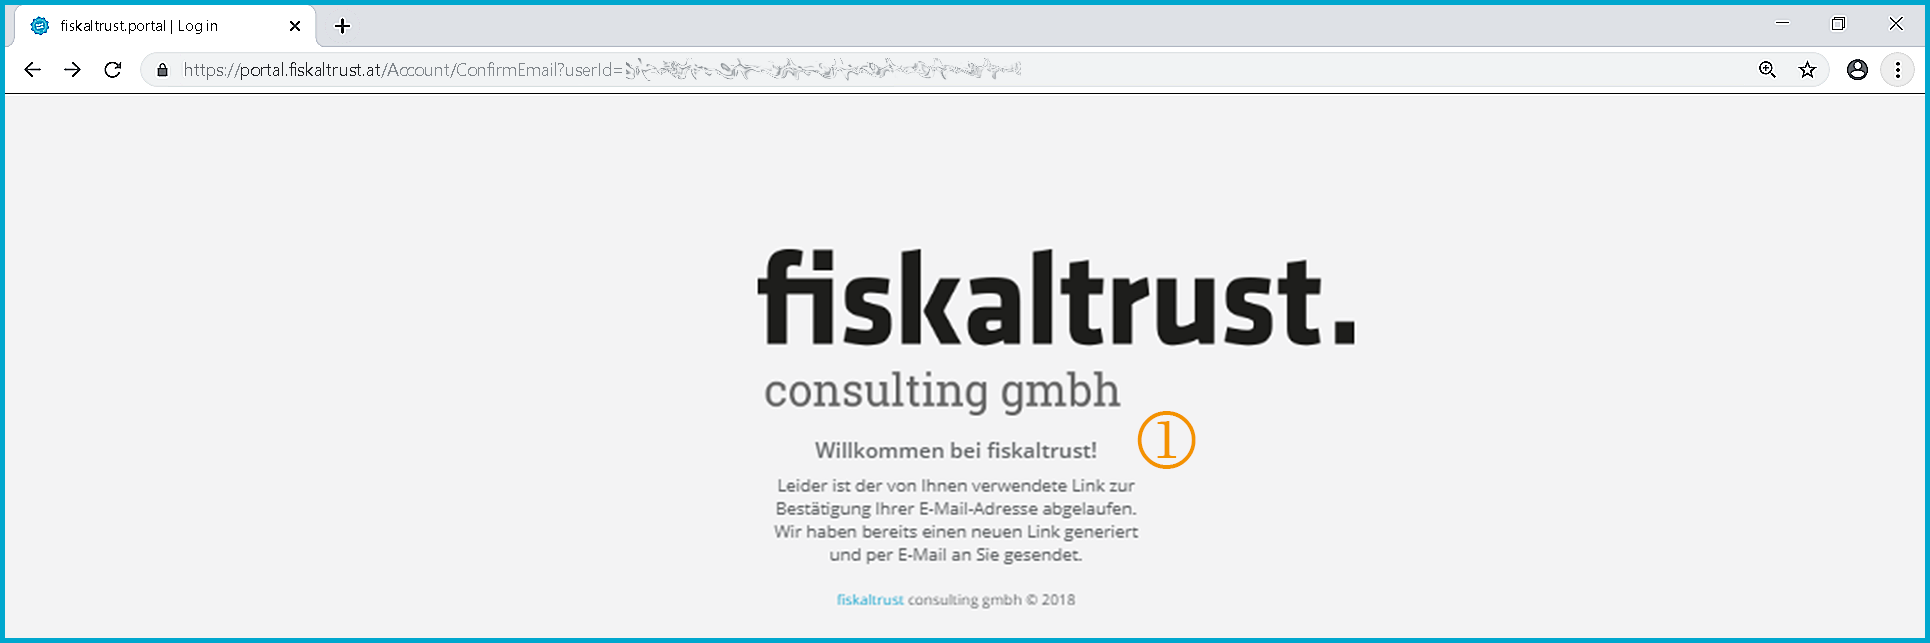 fiskaltrust.portal | Log in
https://portal.fiskaltrust.at/Account/ConfirmEmail?userId=
fiskaltrust.
consulting gmbh
①
Willkommen bei fiskaltrust!
Leider ist der von Ihnen verwendete Link zur
Bestätigung Ihrer E-Mail-Adresse abgelaufen.
Wir haben bereits einen neuen Link generiert
und per E-Mail an Sie gesendet.
fiskaltrust consulting gmbh © 2018